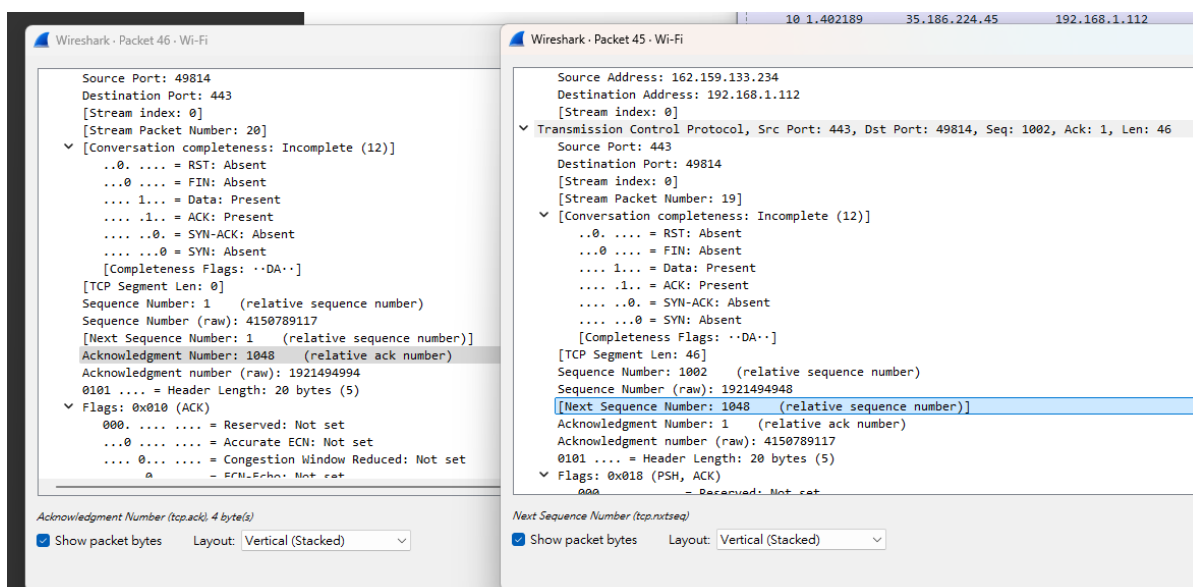 10 1.402189 35.186.224.45 192.168.1.112
Wireshark · Packet 46 · Wi-Fi
Source Port: 49814
Destination Port: 443
[Stream index: 0]
[Stream Packet Number: 20]
[Conversation completeness: Incomplete (12)]
..0. .... = RST: Absent
...0 .... = FIN: Absent
.... 1... = Data: Present
.... .1.. = ACK: Present
.... ..0. = SYN-ACK: Absent
.... ...0 = SYN: Absent
[Completeness Flags: ··DA··]
[TCP Segment Len: 0]
Sequence Number: 1 (relative sequence number)
Sequence Number (raw): 4150789117
[Next Sequence Number: 1 (relative sequence number)]
Acknowledgment Number: 1048 (relative ack number)
Acknowledgment number (raw): 1921494994
0101 .... = Header Length: 20 bytes (5)
Flags: 0x010 (ACK)
000. .... .... = Reserved: Not set
...0 .... .... = Accurate ECN: Not set
.... 0... .... = Congestion Window Reduced: Not set
.... .0.. .... = ECN-Echo: Not set
Acknowledgment Number (tcp.ack), 4 byte(s)
Show packet bytes Layout: Vertical (Stacked)
Wireshark · Packet 45 · Wi-Fi
Source Address: 162.159.133.234
Destination Address: 192.168.1.112
[Stream index: 0]
Transmission Control Protocol, Src Port: 443, Dst Port: 49814, Seq: 1002, Ack: 1, Len: 46
Source Port: 443
Destination Port: 49814
[Stream index: 0]
[Stream Packet Number: 19]
[Conversation completeness: Incomplete (12)]
..0. .... = RST: Absent
...0 .... = FIN: Absent
.... 1... = Data: Present
.... .1.. = ACK: Present
.... ..0. = SYN-ACK: Absent
.... ...0 = SYN: Absent
[Completeness Flags: ··DA··]
[TCP Segment Len: 46]
Sequence Number: 1002 (relative sequence number)
Sequence Number (raw): 1921494948
[Next Sequence Number: 1048 (relative sequence number)]
Acknowledgment Number: 1 (relative ack number)
Acknowledgment number (raw): 4150789117
0101 .... = Header Length: 20 bytes (5)
Flags: 0x018 (PSH, ACK)
000. .... .... = Reserved: Not set
Next Sequence Number (tcp.nxtseq)
Show packet bytes Layout: Vertical (Stacked)